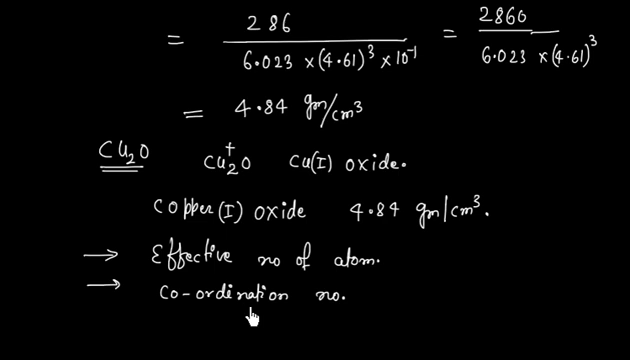 = 286 / 6.023 × (4.61)³ × 10⁻¹ = 2860 / 6.023 × (4.61)³
= 4.84 gm/cm³
Cu₂O Cu₂⁺O Cu(I) oxide.
Copper (I) oxide 4.84 gm/cm³.
→ Effective no of atom.
→ Co-ordination no.